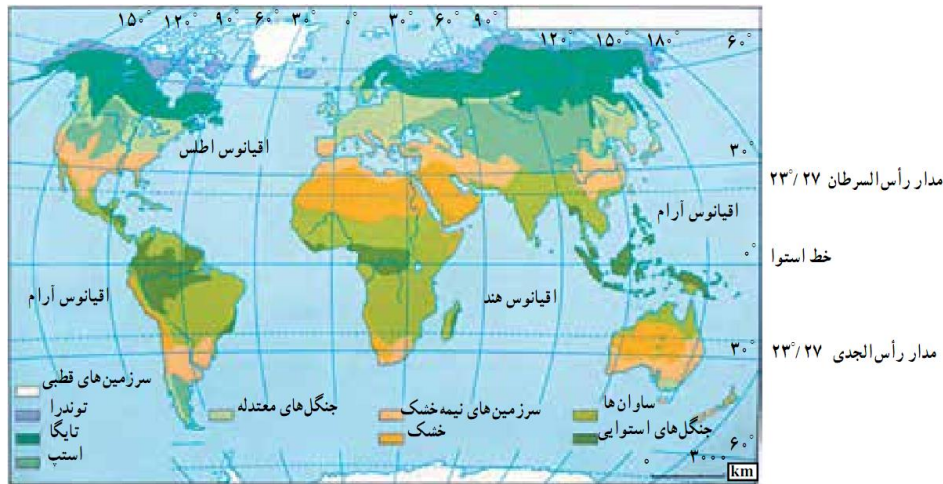 ۱۵۰° ۱۲۰° ۹۰° ۶۰° ۳۰° ۰° ۳۰° ۶۰° ۹۰°
۱۲۰° ۱۵۰° ۱۸۰° ۶۰°
اقیانوس اطلس
۳۰°
مدار رأس‌السرطان ۲۷/°۲۳
اقیانوس آرام
۰°
خط استوا
اقیانوس آرام
اقیانوس هند
۳۰°
مدار رأس‌الجدی ۲۷/°۲۳
سرزمین‌های قطبی
توندرا
تایگا
استپ
جنگل‌های معتدله
سرزمین‌های نیمه‌خشک
خشک
ساوان‌ها
جنگل‌های استوایی
۶۰°
۰ ۳۰۰۰
km